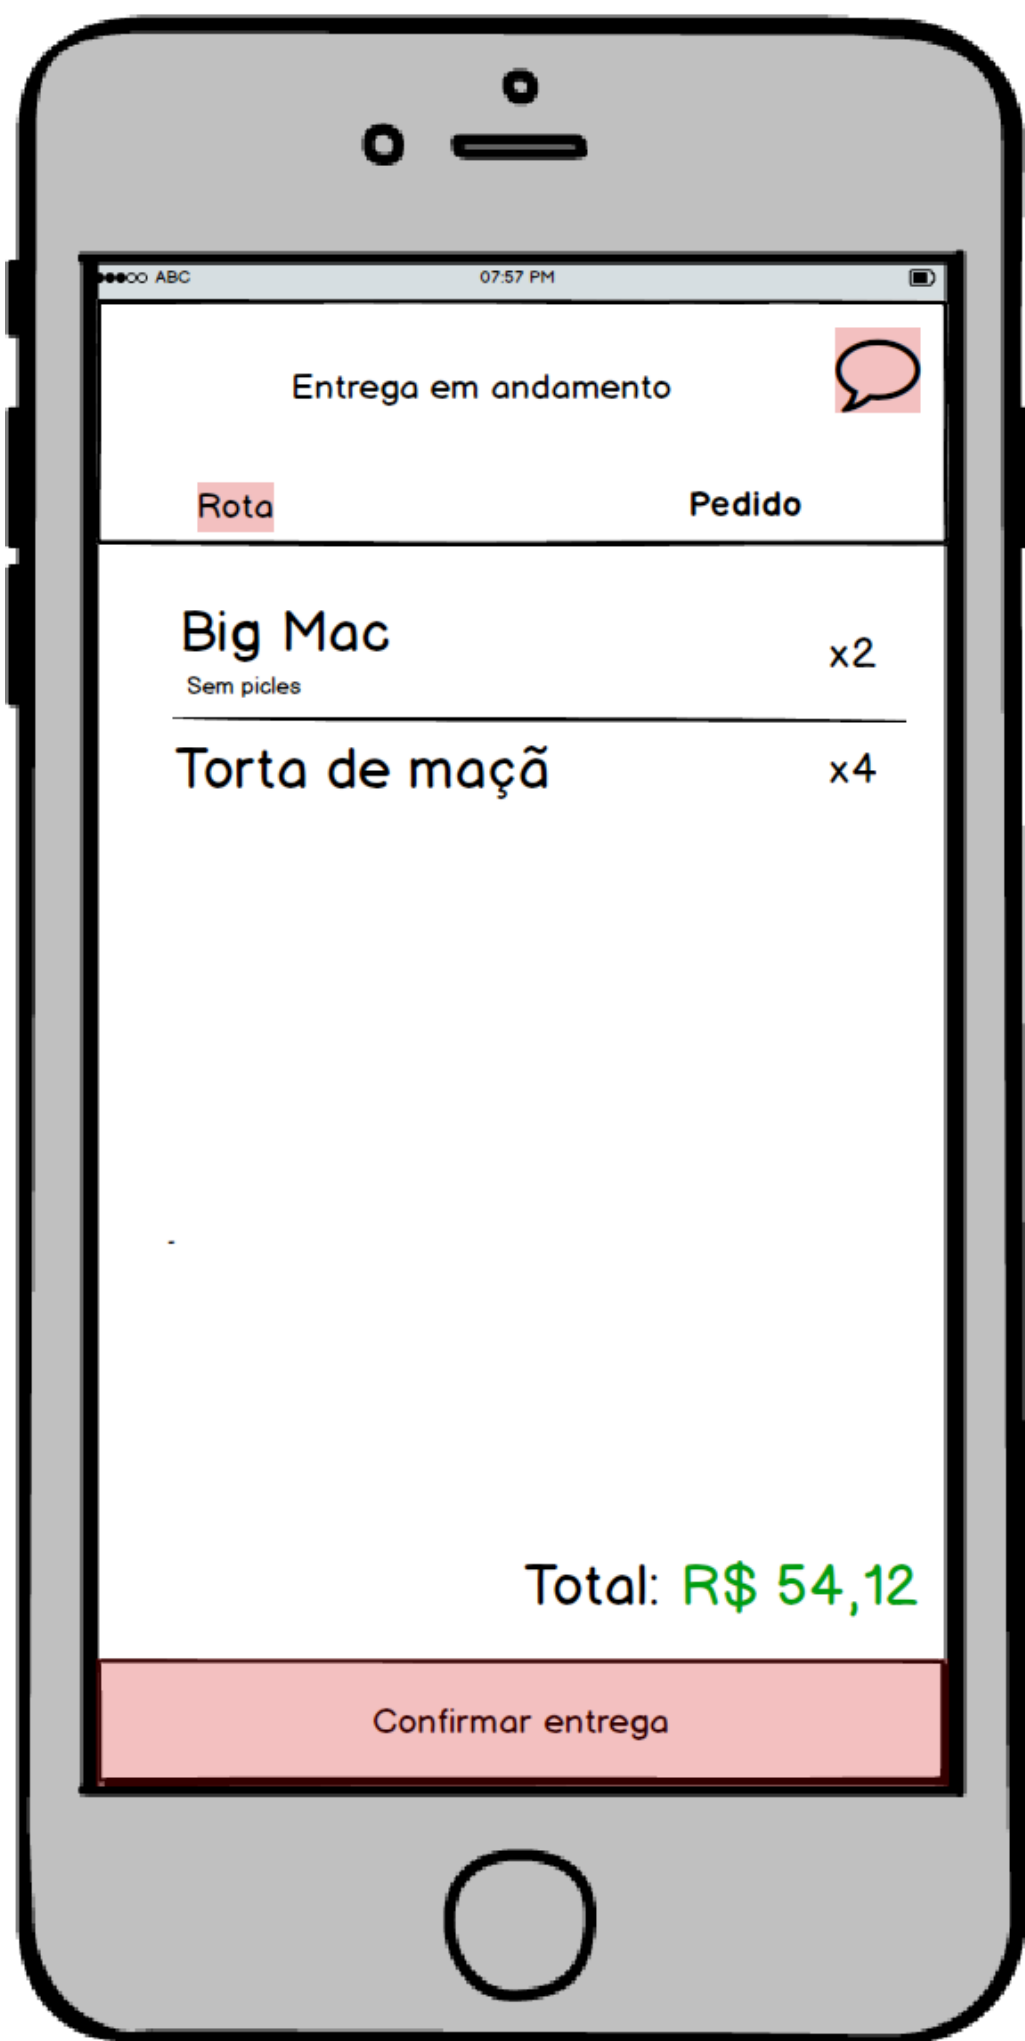 ABC 07:57 PM
Entrega em andamento
Rota Pedido
Big Mac x2
Sem picles
Torta de maçã x4
-
Total: R$ 54,12
Confirmar entrega